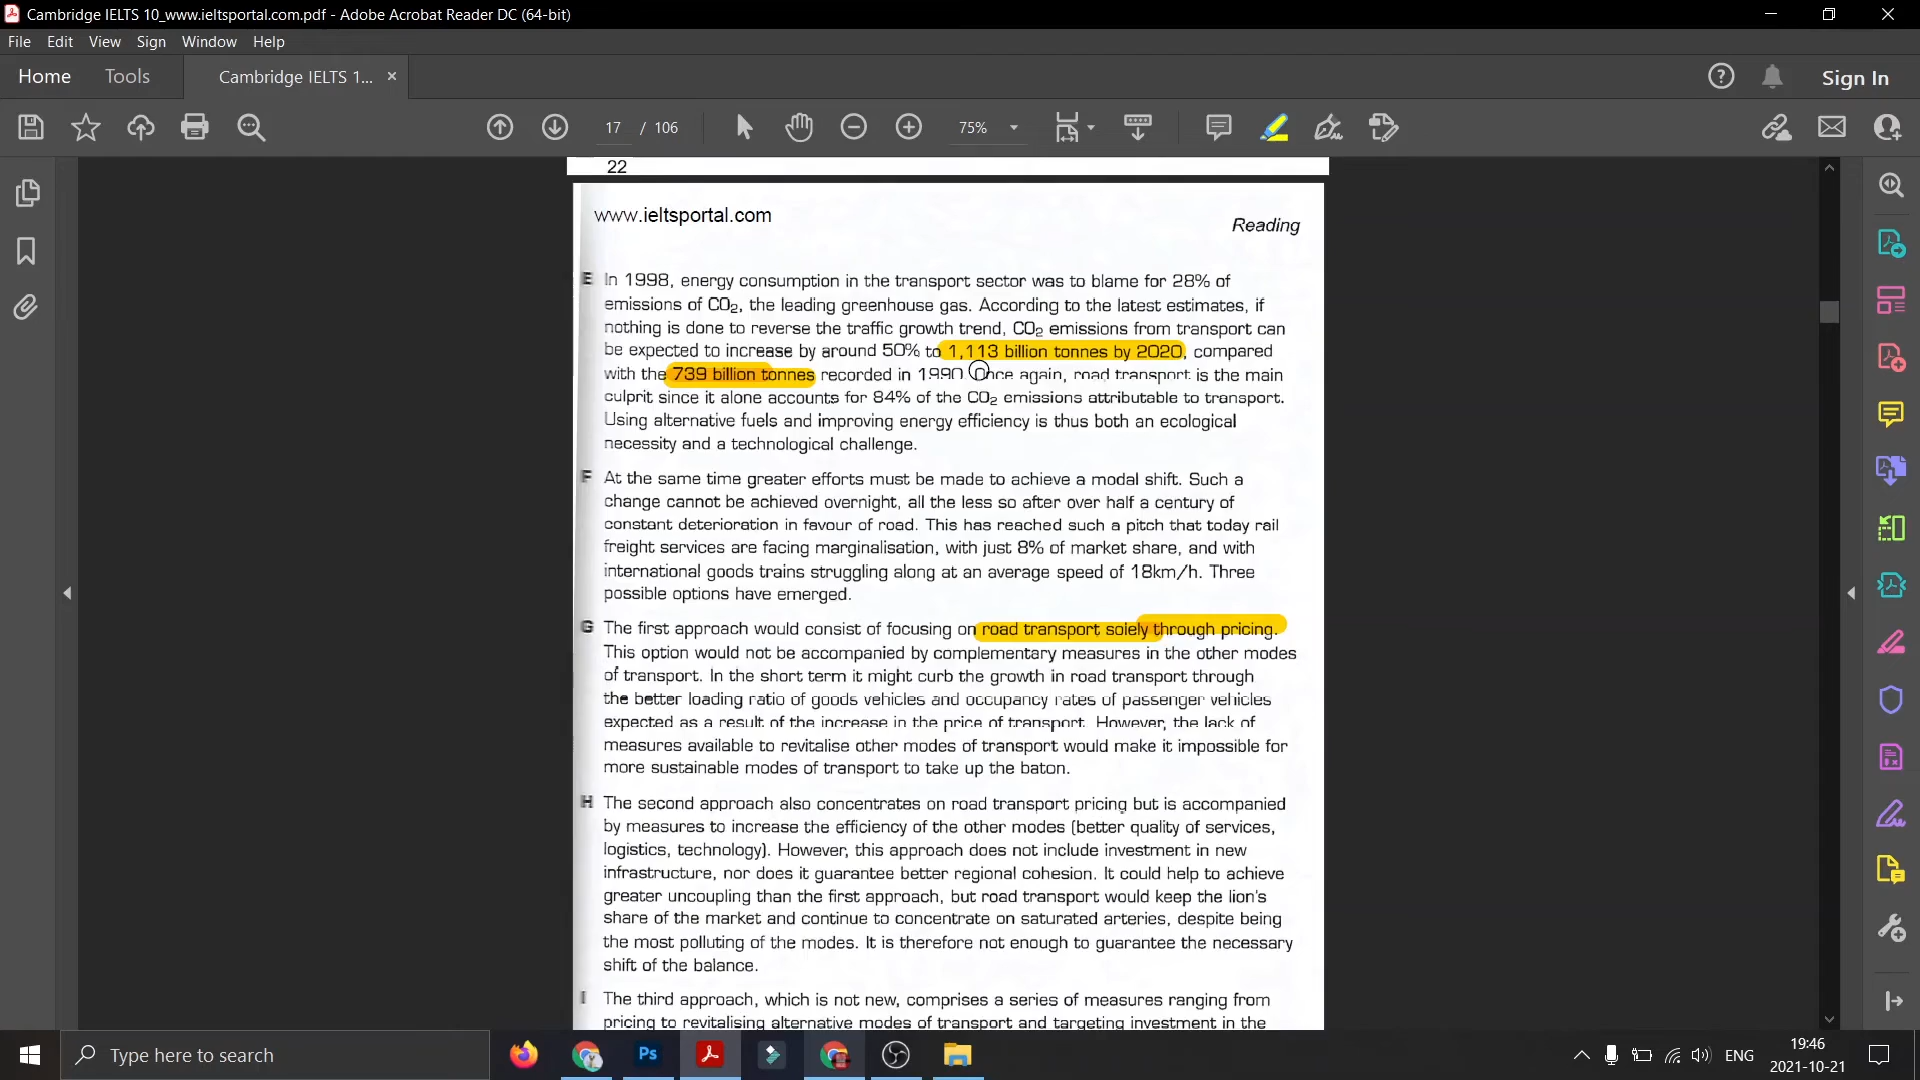 Cambridge IELTS 10_www.ieltsportal.com.pdf - Adobe Acrobat Reader DC (64-bit)
File Edit View Sign Window Help
Home Tools Cambridge IELTS 1... × Sign In
17 / 106 75%
22
www.ieltsportal.com
Reading
E In 1998, energy consumption in the transport sector was to blame for 28% of
emissions of CO2, the leading greenhouse gas. According to the latest estimates, if
nothing is done to reverse the traffic growth trend, CO2 emissions from transport can
be expected to increase by around 50% to 1,113 billion tonnes by 2020, compared
with the 739 billion tonnes recorded in 1990. Once again, road transport is the main
culprit since it alone accounts for 84% of the CO2 emissions attributable to transport.
Using alternative fuels and improving energy efficiency is thus both an ecological
necessity and a technological challenge.
F At the same time greater efforts must be made to achieve a modal shift. Such a
change cannot be achieved overnight, all the less so after over half a century of
constant deterioration in favour of road. This has reached such a pitch that today rail
freight services are facing marginalisation, with just 8% of market share, and with
international goods trains struggling along at an average speed of 18km/h. Three
possible options have emerged.
G The first approach would consist of focusing on road transport solely through pricing.
This option would not be accompanied by complementary measures in the other modes
of transport. In the short term it might curb the growth in road transport through
the better loading ratio of goods vehicles and occupancy rates of passenger vehicles
expected as a result of the increase in the price of transport. However, the lack of
measures available to revitalise other modes of transport would make it impossible for
more sustainable modes of transport to take up the baton.
H The second approach also concentrates on road transport pricing but is accompanied
by measures to increase the efficiency of the other modes (better quality of services,
logistics, technology). However, this approach does not include investment in new
infrastructure, nor does it guarantee better regional cohesion. It could help to achieve
greater uncoupling than the first approach, but road transport would keep the lion's
share of the market and continue to concentrate on saturated arteries, despite being
the most polluting of the modes. It is therefore not enough to guarantee the necessary
shift of the balance.
I The third approach, which is not new, comprises a series of measures ranging from
pricing to revitalising alternative modes of transport and targeting investment in the
Type here to search Ps ENG 19:46
2021-10-21